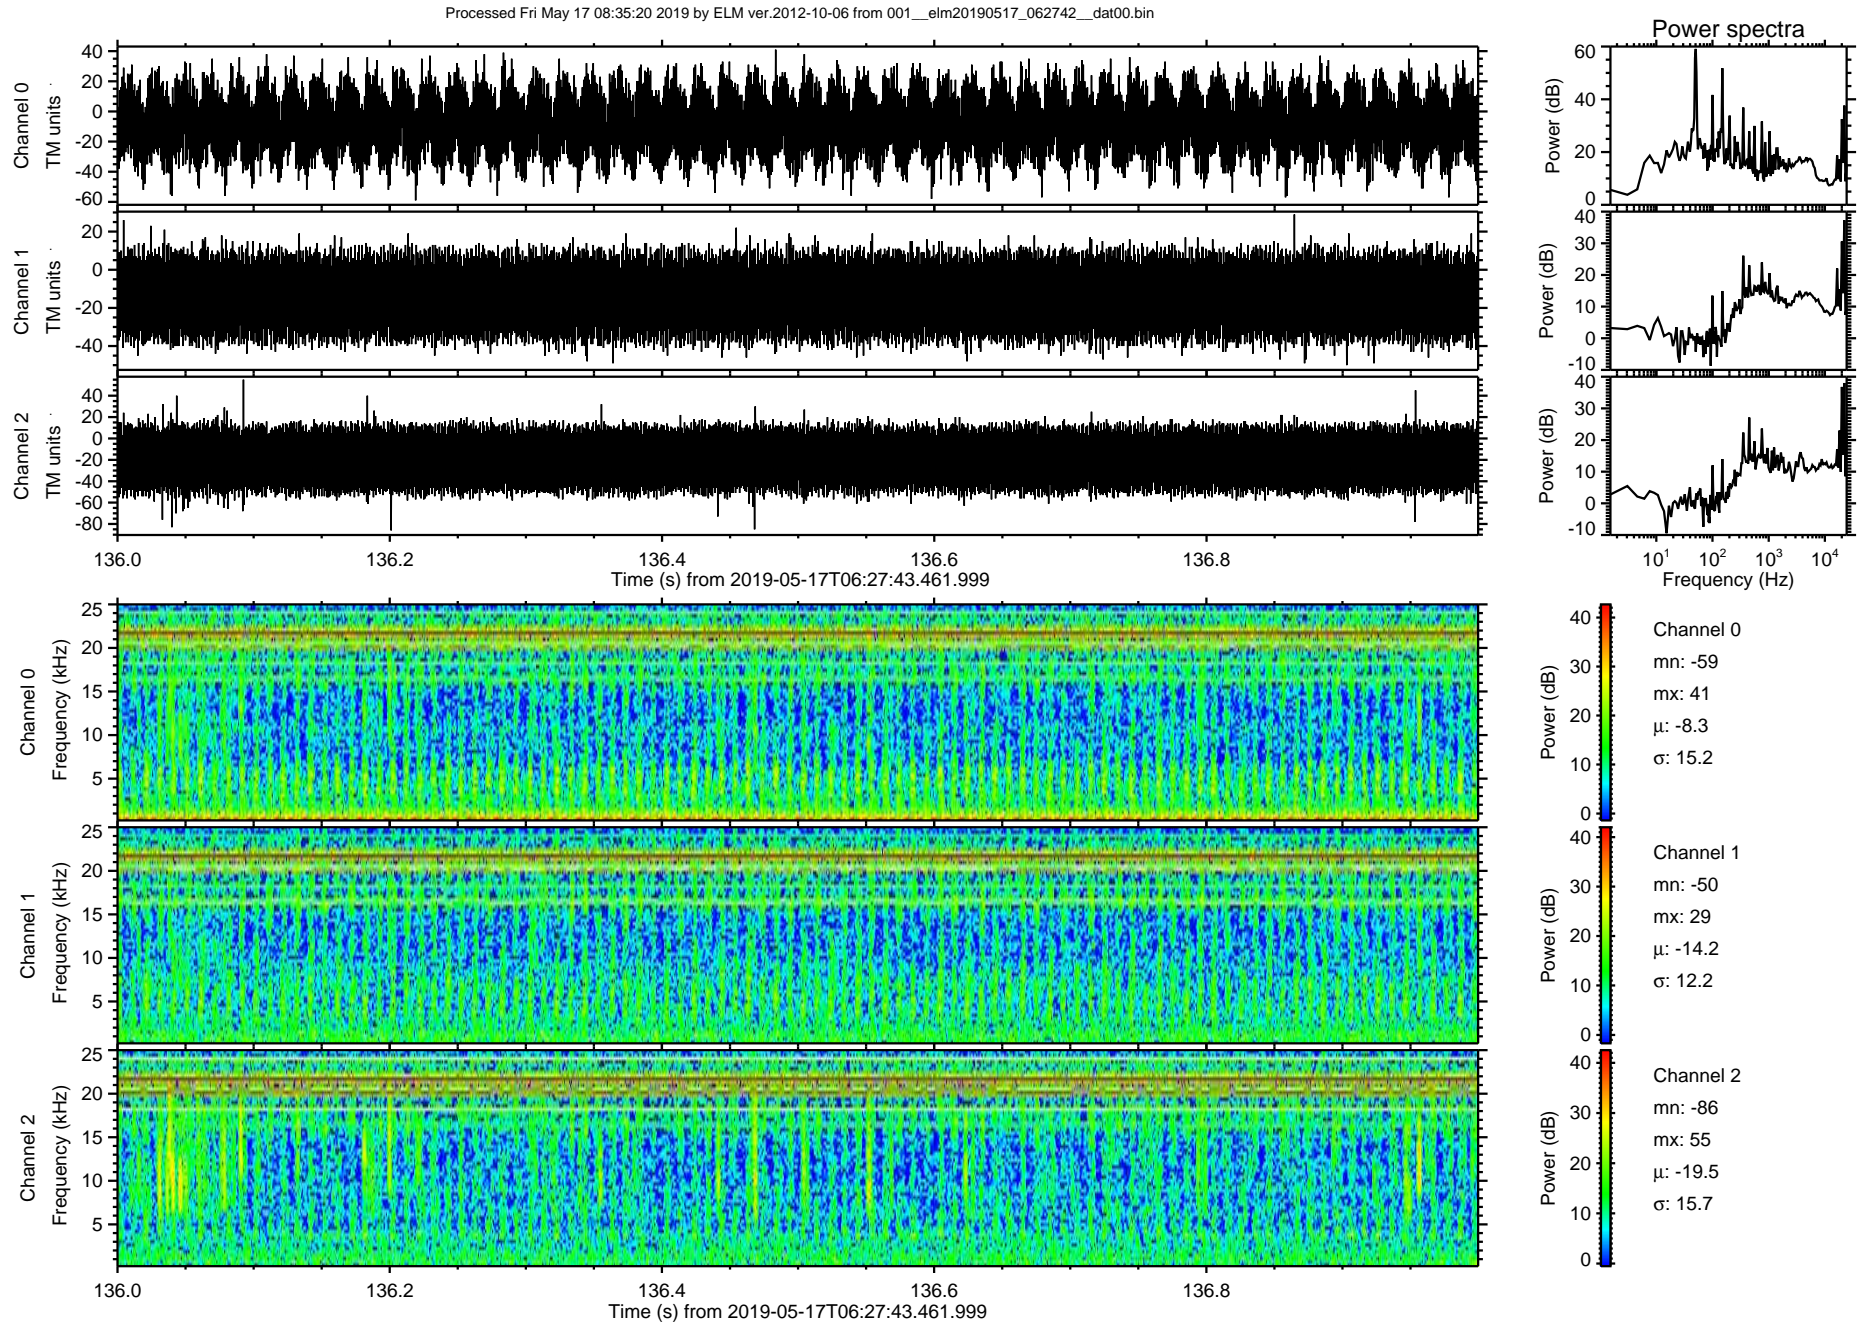 Processed Fri May 17 08:35:20 2019 by ELM ver.2012-10-06 from 001__elm20190517_062742__dat00.bin
Power spectra
Channel 0
TM units
40
20
0
-20
-40
-60
Power (dB)
60
40
20
0
Channel 1
TM units
20
0
-20
-40
Power (dB)
40
30
20
10
0
-10
Channel 2
TM units
40
20
0
-20
-40
-60
-80
Power (dB)
40
30
20
10
0
-10
136.0 136.2 136.4 136.6 136.8
Time (s) from 2019-05-17T06:27:43.461.999
10¹ 10² 10³ 10⁴
Frequency (Hz)
Channel 0
Frequency (kHz)
25
20
15
10
5
Power (dB)
40
30
20
10
0
Channel 0
mn: -59
mx: 41
μ: -8.3
σ: 15.2
Channel 1
Frequency (kHz)
25
20
15
10
5
Power (dB)
40
30
20
10
0
Channel 1
mn: -50
mx: 29
μ: -14.2
σ: 12.2
Channel 2
Frequency (kHz)
25
20
15
10
5
Power (dB)
40
30
20
10
0
Channel 2
mn: -86
mx: 55
μ: -19.5
σ: 15.7
136.0 136.2 136.4 136.6 136.8
Time (s) from 2019-05-17T06:27:43.461.999